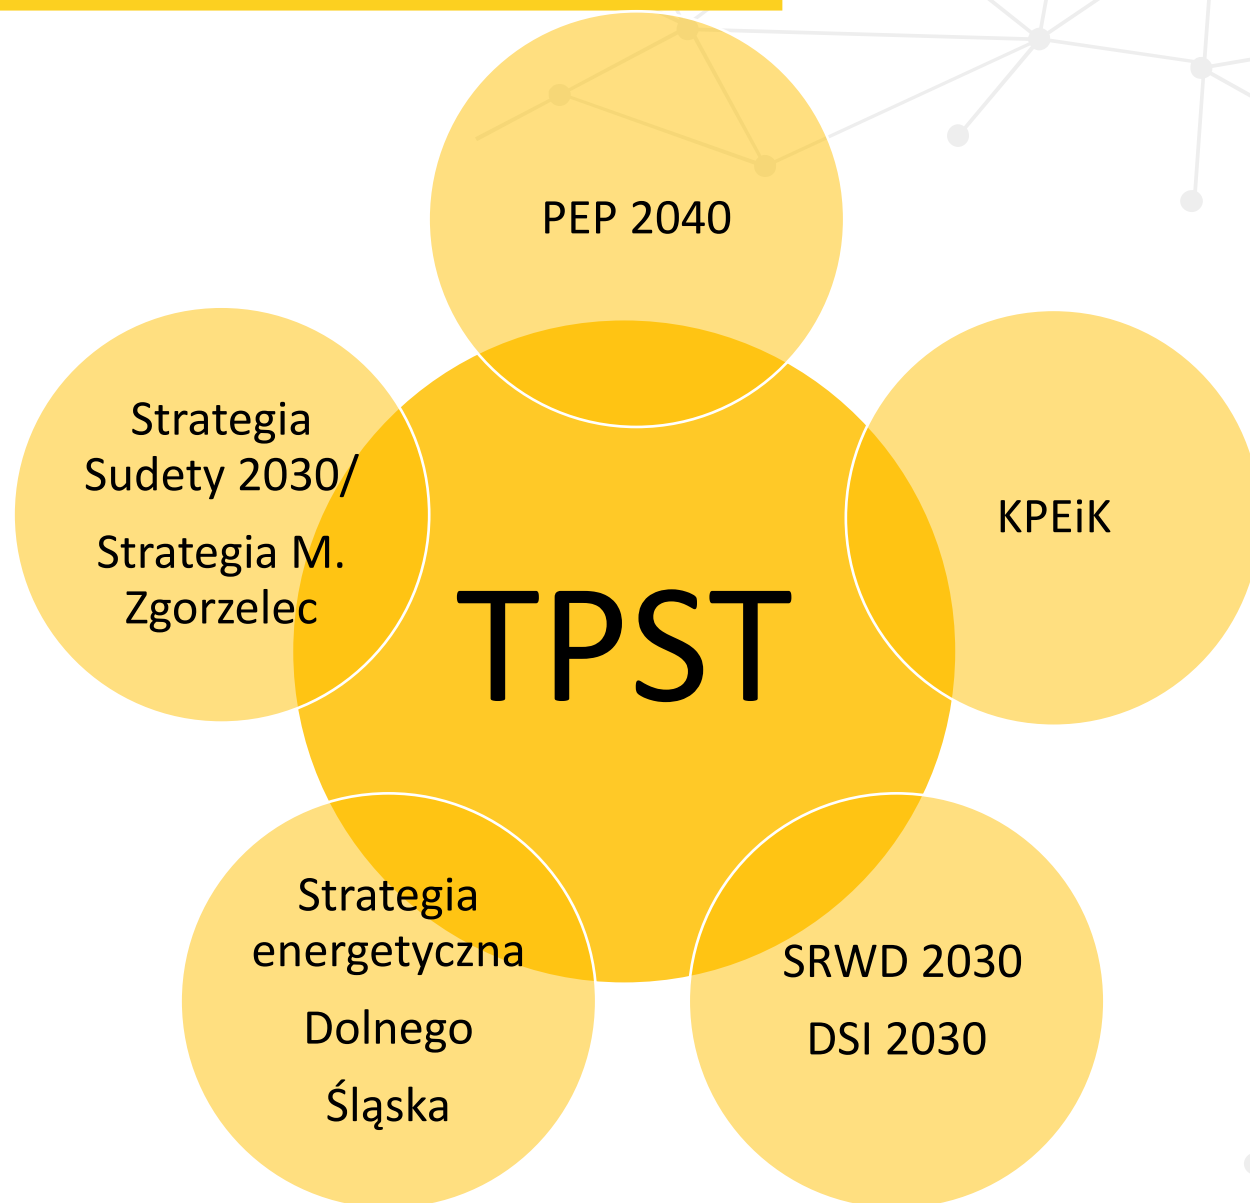 PEP 2040
Strategia
Sudety 2030/
Strategia M.
Zgorzelec
KPEiK
TPST
Strategia
energetyczna
Dolnego
Śląska
SRWD 2030
DSI 2030